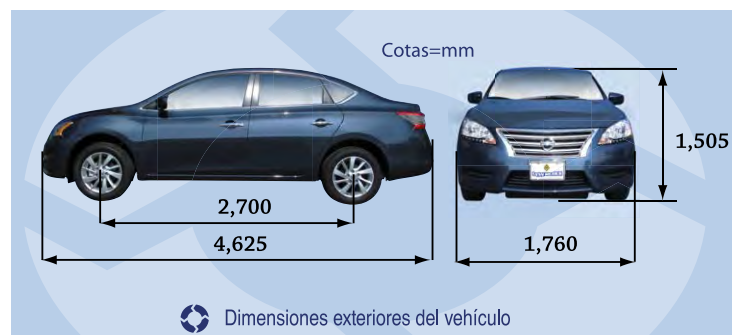 Cotas=mm
1,505
2,700
4,625
1,760
Dimensiones exteriores del vehículo